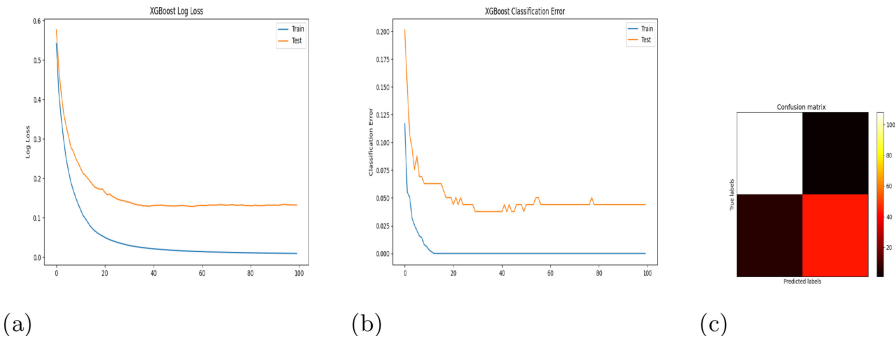 XGBoost Log Loss
0.6
0.5
0.4
0.3
0.2
0.1
0.0
Log Loss
Train
Test
0 20 40 60 80 100
(a)
XGBoost Classification Error
0.200
0.175
0.150
0.125
0.100
0.075
0.050
0.025
0.000
Classification Error
Train
Test
0 20 40 60 80 100
(b)
Confusion matrix
True labels
Predicted labels
100
80
60
40
20
(c)